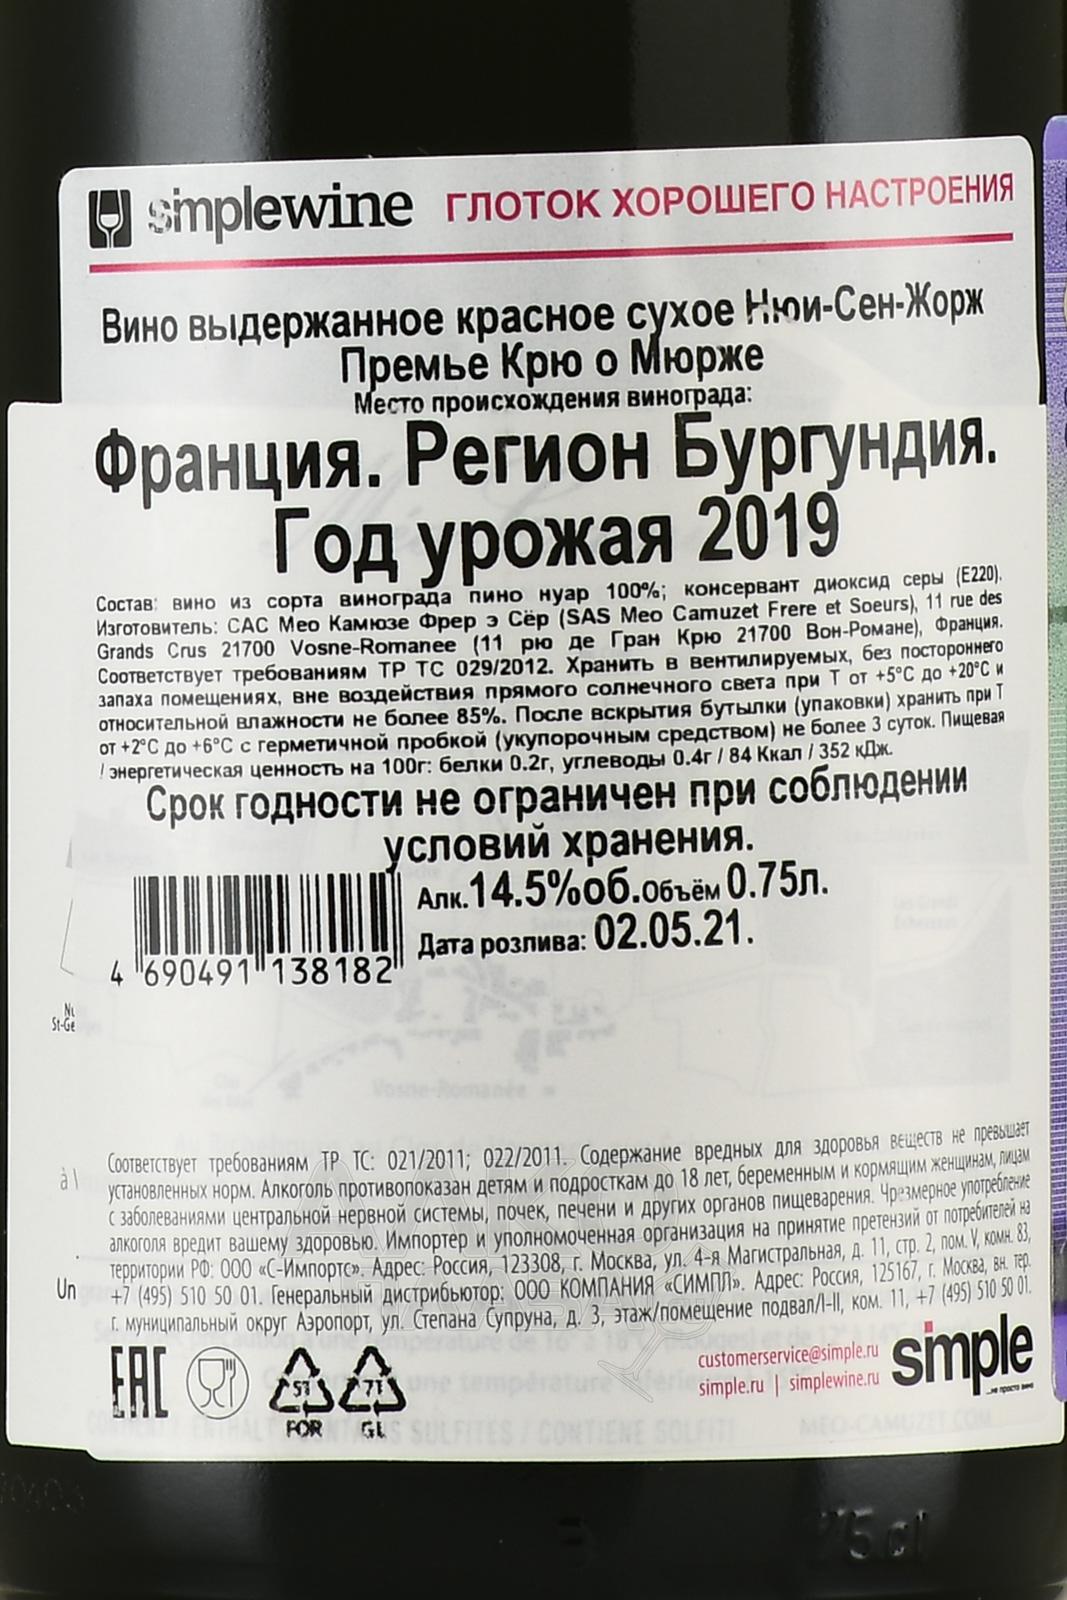 simplewine ГЛОТОК ХОРОШЕГО НАСТРОЕНИЯ
Вино выдержанное красное сухое Нюи-Сен-Жорж
Премье Крю о Мюрже
Место происхождения винограда:
Франция. Регион Бургундия.
Год урожая 2019
Состав: вино из сорта винограда пино нуар 100%; консервант диоксид серы (Е220).
Изготовитель: САС Мео Камюзе Фрер э Сёр (SAS Meo Camuzet Frere et Soeurs), 11 rue des
Grands Crus 21700 Vosne-Romanee (11 рю де Гран Крю 21700 Вон-Романе), Франция.
Соответствует требованиям ТР ТС 029/2012. Хранить в вентилируемых, без постороннего
запаха помещениях, вне воздействия прямого солнечного света при Т от +5°С до +20°С и
относительной влажности не более 85%. После вскрытия бутылки (упаковки) хранить при Т
от +2°С до +6°С с герметичной пробкой (укупорочным средством) не более 3 суток. Пищевая
/ энергетическая ценность на 100г: белки 0.2г, углеводы 0.4г / 84 Ккал / 352 кДж.
Срок годности не ограничен при соблюдении
условий хранения.
Алк.14.5%об.Объём 0.75л.
Дата розлива: 02.05.21.
4 690491 138182
St-Ge
Vosne-Romanée
Соответствует требованиям ТР ТС: 021/2011; 022/2011. Содержание вредных для здоровья веществ не превышает
установленных норм. Алкоголь противопоказан детям и подросткам до 18 лет, беременным и кормящим женщинам, лицам
с заболеваниями центральной нервной системы, почек, печени и других органов пищеварения. Чрезмерное употребление
алкоголя вредит вашему здоровью. Импортер и уполномоченная организация на принятие претензий от потребителей на
территории РФ: ООО «С-Импортс». Адрес: Россия, 123308, г. Москва, ул. 4-я Магистральная, д. 11, стр. 2, пом. V, комн. 83,
Un
+7 (495) 510 50 01. Генеральный дистрибьютор: ООО КОМПАНИЯ «СИМПЛ». Адрес: Россия, 125167, г. Москва, вн. тер.
г. муниципальный округ Аэропорт, ул. Степана Супруна, д. 3, этаж/помещение подвал/I-II, ком. 11, +7 (495) 510 50 01.
EAC
51
FOR
71
GL
customerservice@simple.ru
simple.ru | simplewine.ru
simple
...не просто вино
CONTIENE SOLFITI
MEO-CAMUZET.COM
75 cl